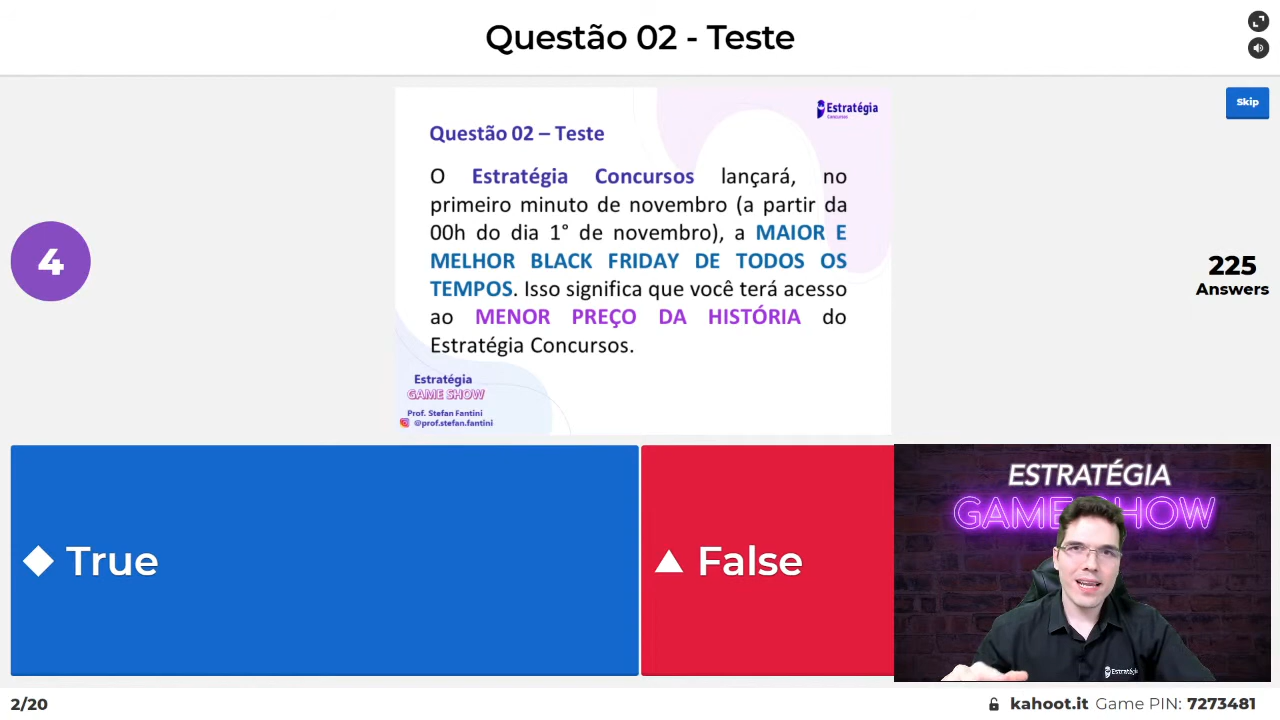 Questão 02 - Teste
Skip
Estratégia
Concursos
Questão 02 – Teste
O Estratégia Concursos lançará, no
primeiro minuto de novembro (a partir da
00h do dia 1° de novembro), a MAIOR E
MELHOR BLACK FRIDAY DE TODOS OS
TEMPOS. Isso significa que você terá acesso
ao MENOR PREÇO DA HISTÓRIA do
Estratégia Concursos.
4
225
Answers
Estratégia
GAME SHOW
Prof. Stefan Fantini
@prof.stefan.fantini
True
False
ESTRATÉGIA
GAME SHOW
Estratégia
2/20
kahoot.it Game PIN: 7273481